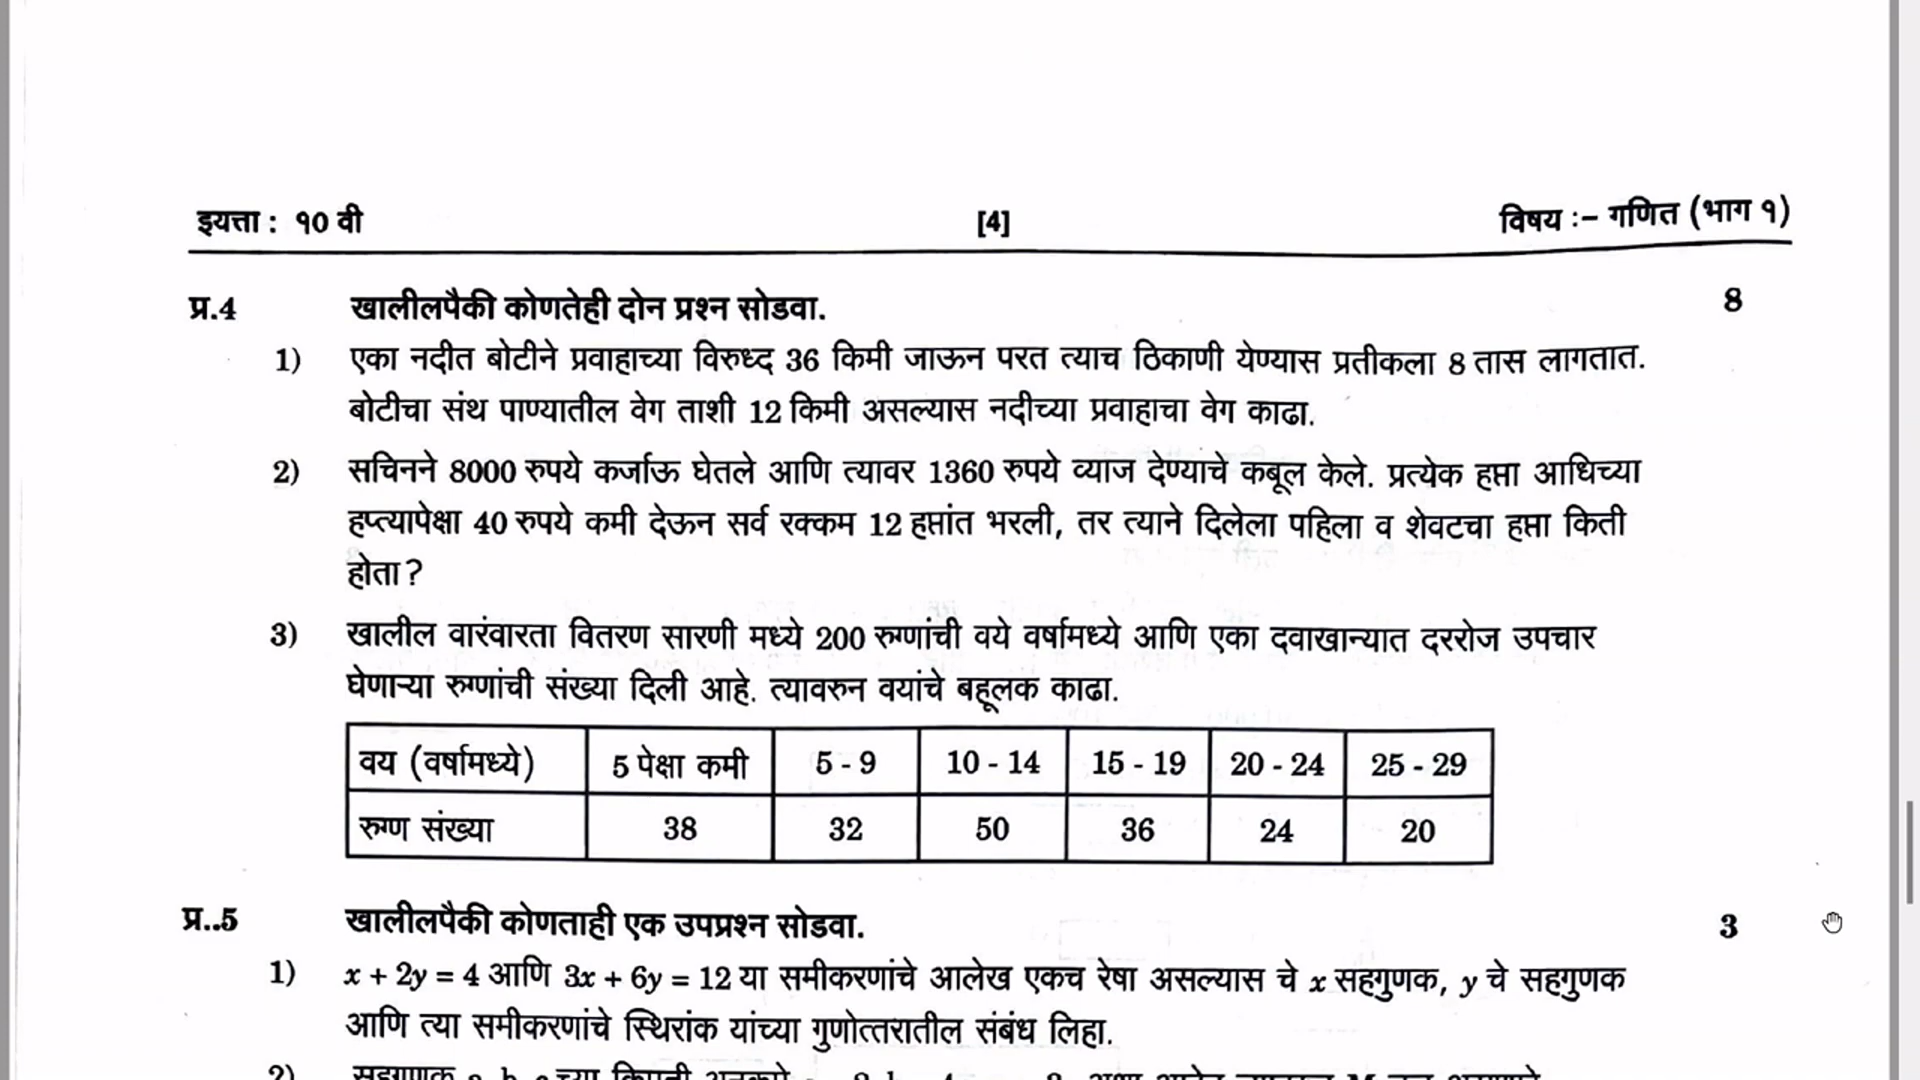 इयत्ता : १० वी [4] विषय :– गणित (भाग १)
प्र.4 खालीलपैकी कोणतेही दोन प्रश्न सोडवा. 8
1) एका नदीत बोटीने प्रवाहाच्या विरुध्द 36 किमी जाऊन परत त्याच ठिकाणी येण्यास प्रतीकला 8 तास लागतात.
बोटीचा संथ पाण्यातील वेग ताशी 12 किमी असल्यास नदीच्या प्रवाहाचा वेग काढा.
2) सचिनने 8000 रुपये कर्जाऊ घेतले आणि त्यावर 1360 रुपये व्याज देण्याचे कबूल केले. प्रत्येक हप्ता आधिच्या
हप्त्यापेक्षा 40 रुपये कमी देऊन सर्व रक्कम 12 हप्तांत भरली, तर त्याने दिलेला पहिला व शेवटचा हप्ता किती
होता?
3) खालील वारंवारता वितरण सारणी मध्ये 200 रुग्णांची वये वर्षामध्ये आणि एका दवाखान्यात दररोज उपचार
घेणाऱ्या रुग्णांची संख्या दिली आहे. त्यावरुन वयांचे बहूलक काढा.
वय (वर्षामध्ये) 5 पेक्षा कमी 5 - 9 10 - 14 15 - 19 20 - 24 25 - 29
रुग्ण संख्या 38 32 50 36 24 20
प्र..5 खालीलपैकी कोणताही एक उपप्रश्न सोडवा. 3
1) x + 2y = 4 आणि 3x + 6y = 12 या समीकरणांचे आलेख एकच रेषा असल्यास चे x सहगुणक, y चे सहगुणक
आणि त्या समीकरणांचे स्थिरांक यांच्या गुणोत्तरातील संबंध लिहा.
2) सहगुणक a, b, c च्या किमती अनुक्रमे